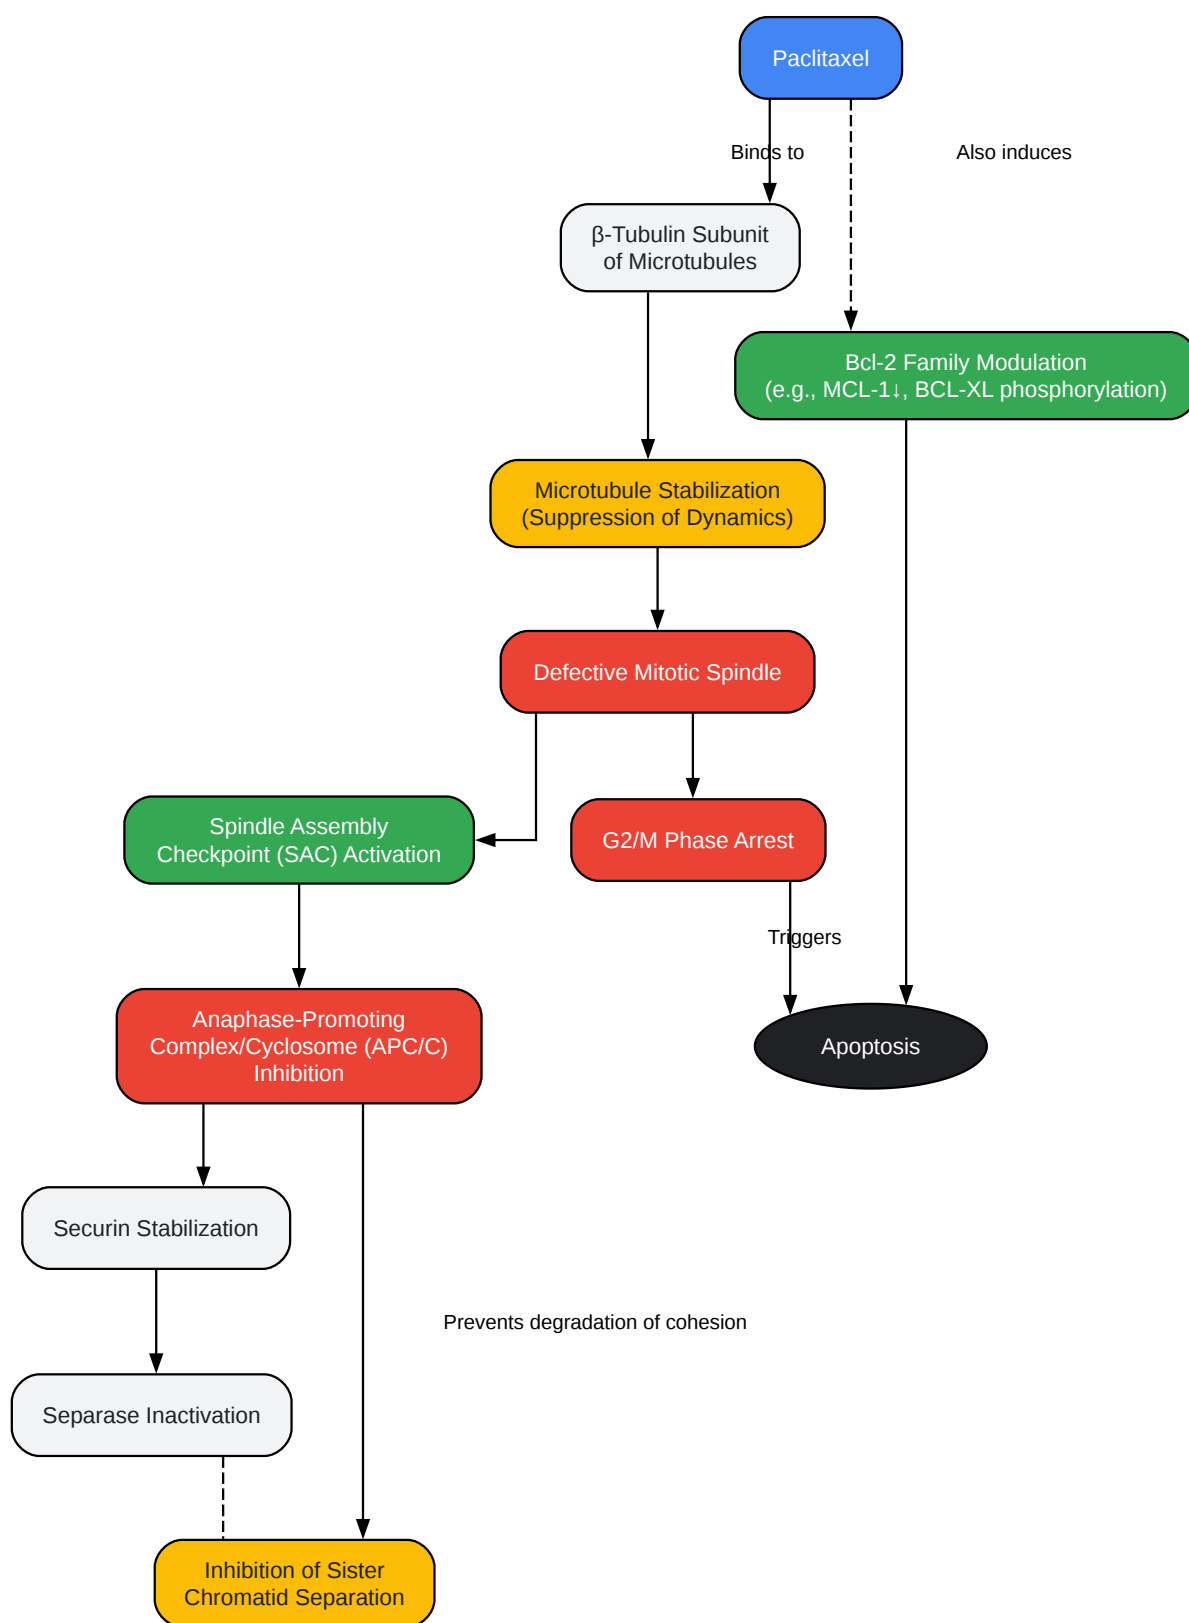 Paclitaxel
Binds to
Also induces
β-Tubulin Subunit
of Microtubules
Bcl-2 Family Modulation
(e.g., MCL-1↓, BCL-XL phosphorylation)
Microtubule Stabilization
(Suppression of Dynamics)
Defective Mitotic Spindle
Spindle Assembly
Checkpoint (SAC) Activation
G2/M Phase Arrest
Triggers
Anaphase-Promoting
Complex/Cyclosome (APC/C)
Inhibition
Apoptosis
Securin Stabilization
Prevents degradation of cohesion
Separase Inactivation
Inhibition of Sister
Chromatid Separation